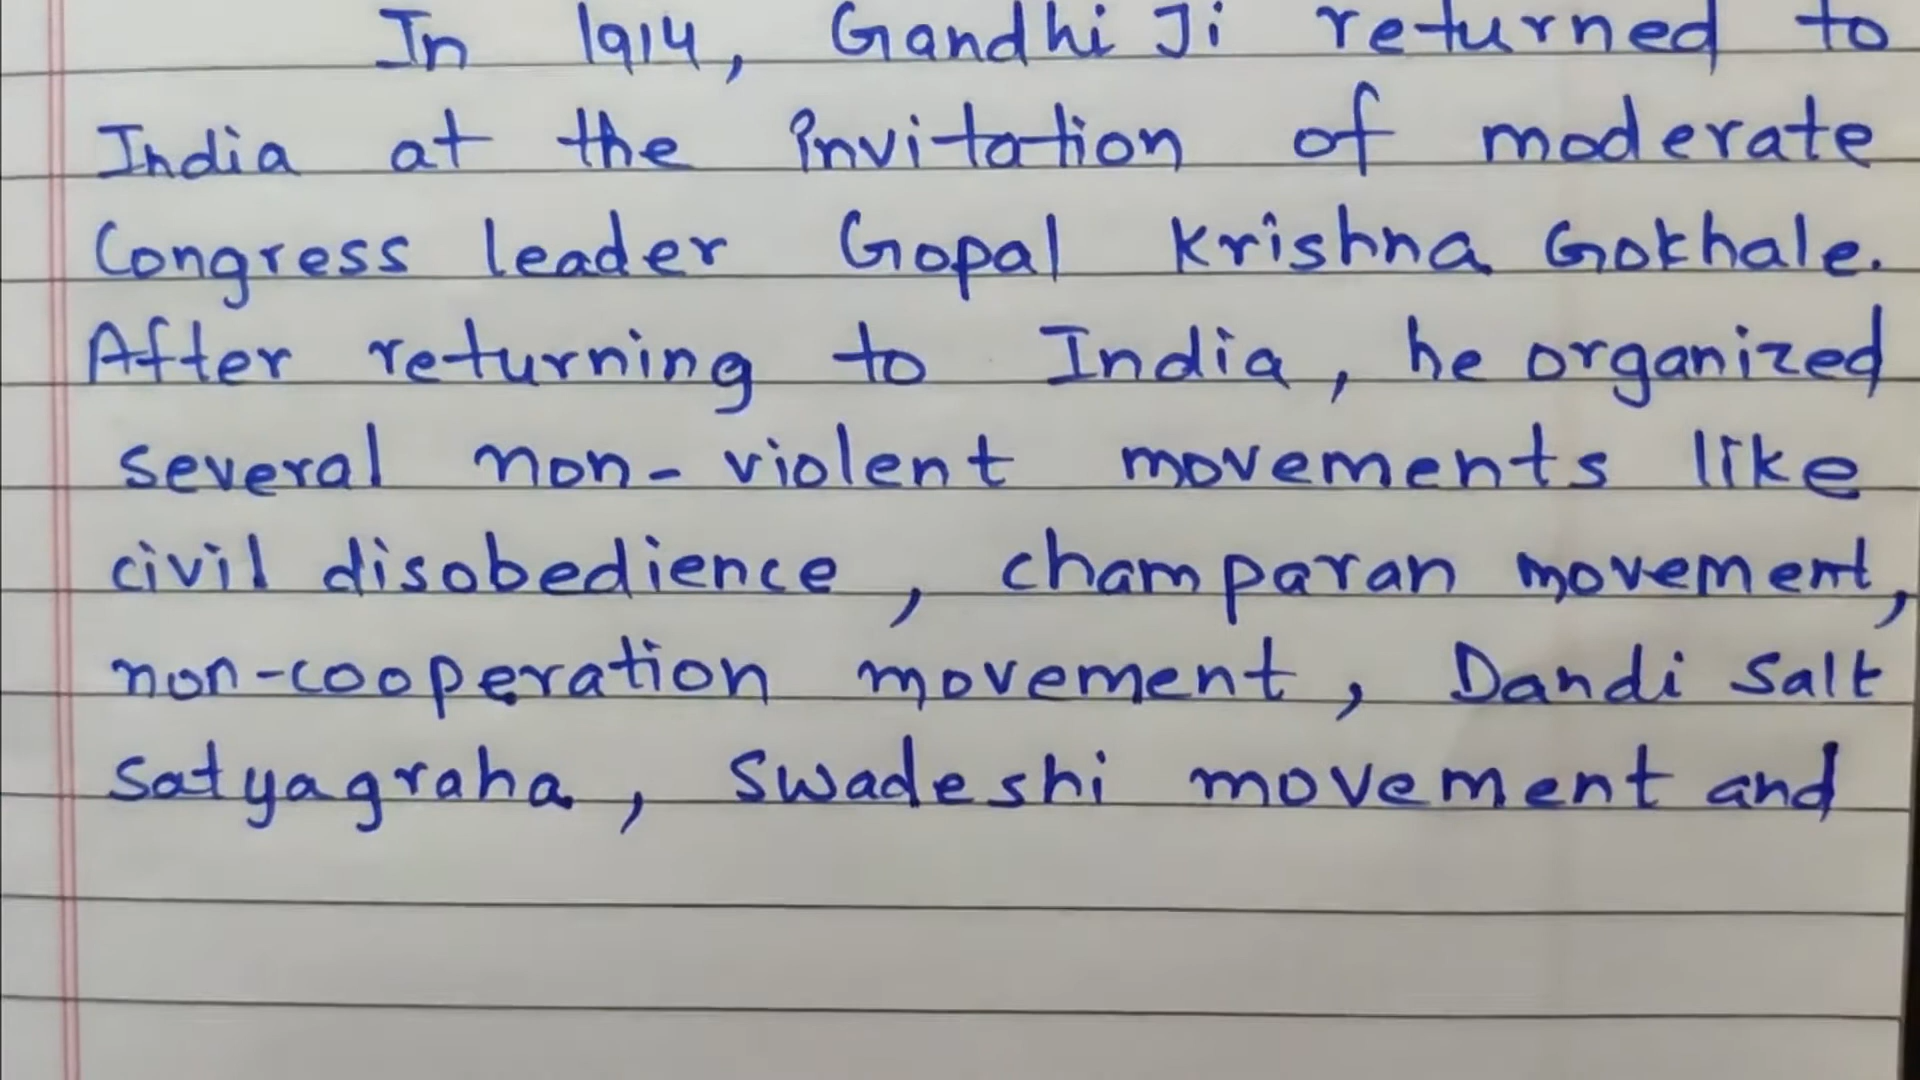 In 1914, Gandhi Ji returned to
India at the invitation of moderate
Congress leader Gopal Krishna Gokhale.
After returning to India, he organized
several non-violent movements like
civil disobedience, champaran movement,
non-cooperation movement, Dandi Salt
Satyagraha, Swadeshi movement and